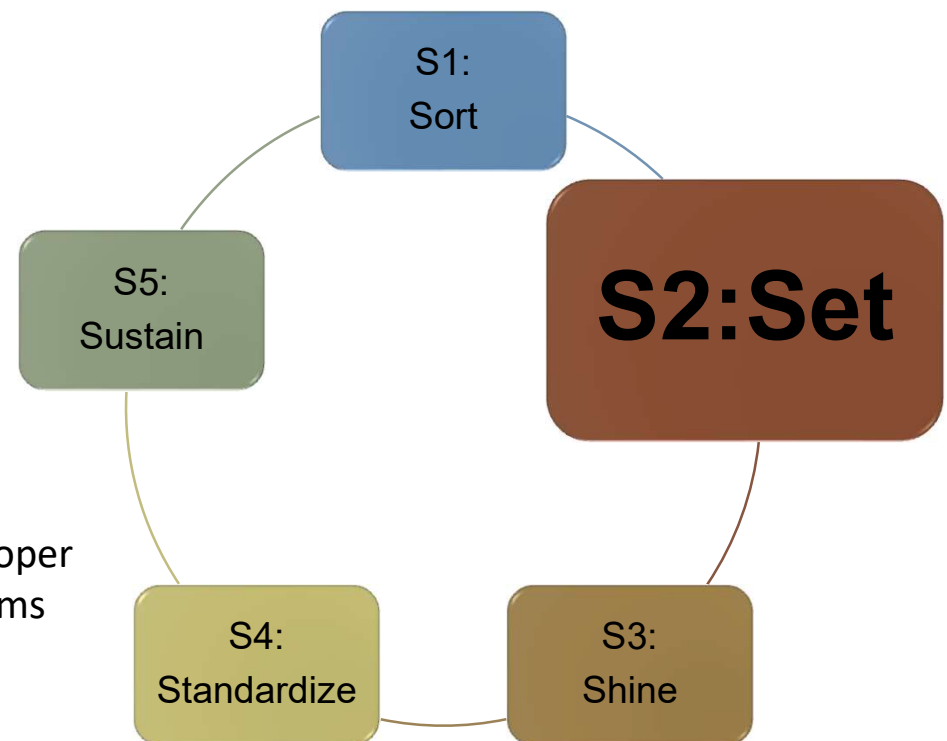 S1:
Sort
S2:Set
S3:
Shine
S4:
Standardize
S5:
Sustain
oper
ms